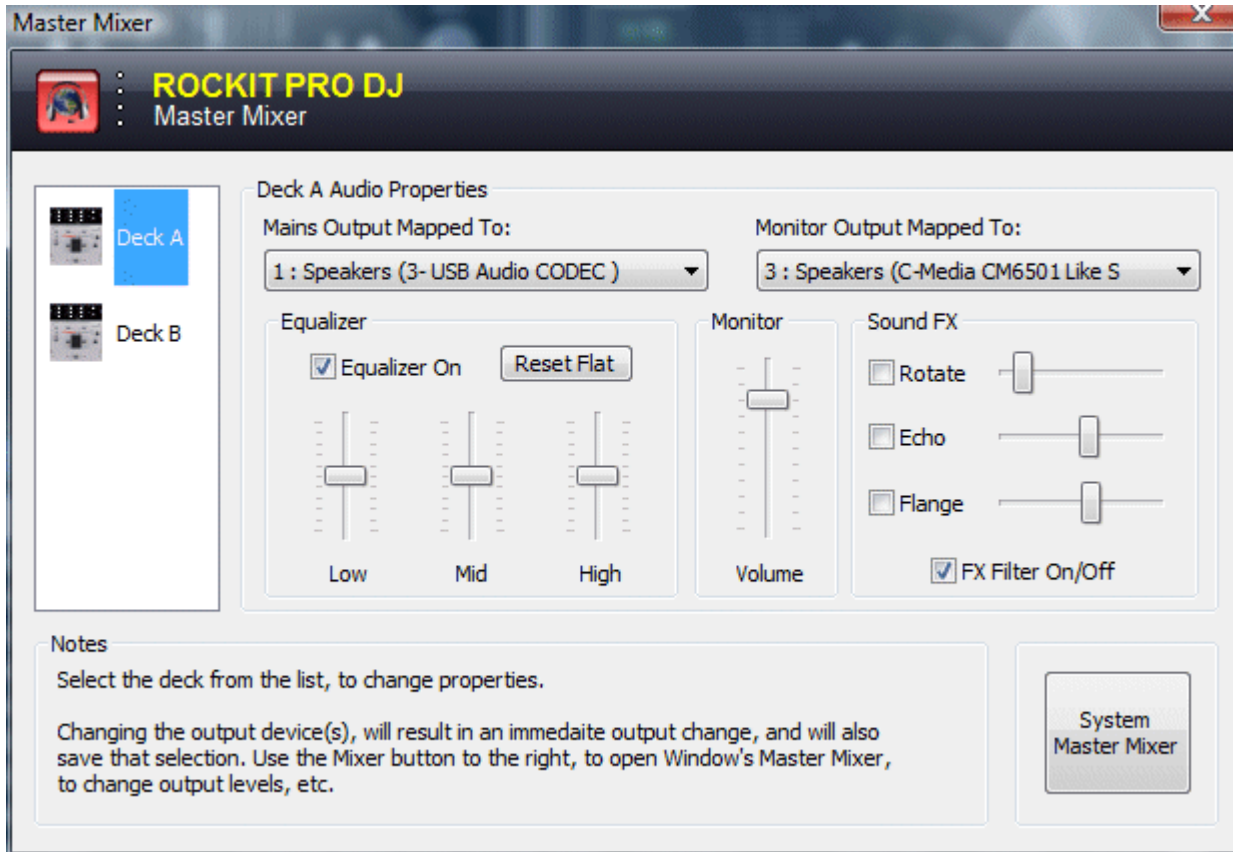 Master Mixer
ROCKIT PRO DJ
Master Mixer
Deck A
Deck B
Deck A Audio Properties
Mains Output Mapped To:
1 : Speakers (3- USB Audio CODEC )
Monitor Output Mapped To:
3 : Speakers (C-Media CM6501 Like S
Equalizer
Equalizer On
Reset Flat
Low Mid High
Monitor
Volume
Sound FX
Rotate
Echo
Flange
FX Filter On/Off
Notes
Select the deck from the list, to change properties.
Changing the output device(s), will result in an immedaite output change, and will also
save that selection. Use the Mixer button to the right, to open Window's Master Mixer,
to change output levels, etc.
System
Master Mixer